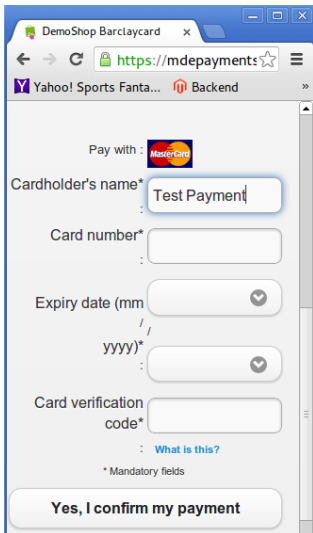 DemoShop Barclaycard
https://mdepayments
Yahoo! Sports Fanta... Backend »
Pay with : MasterCard
Cardholder's name*
:
Test Payment
Card number*
:
Expiry date (mm
/ /
yyyy)*
:
Card verification
code*
: What is this?
* Mandatory fields
Yes, I confirm my payment